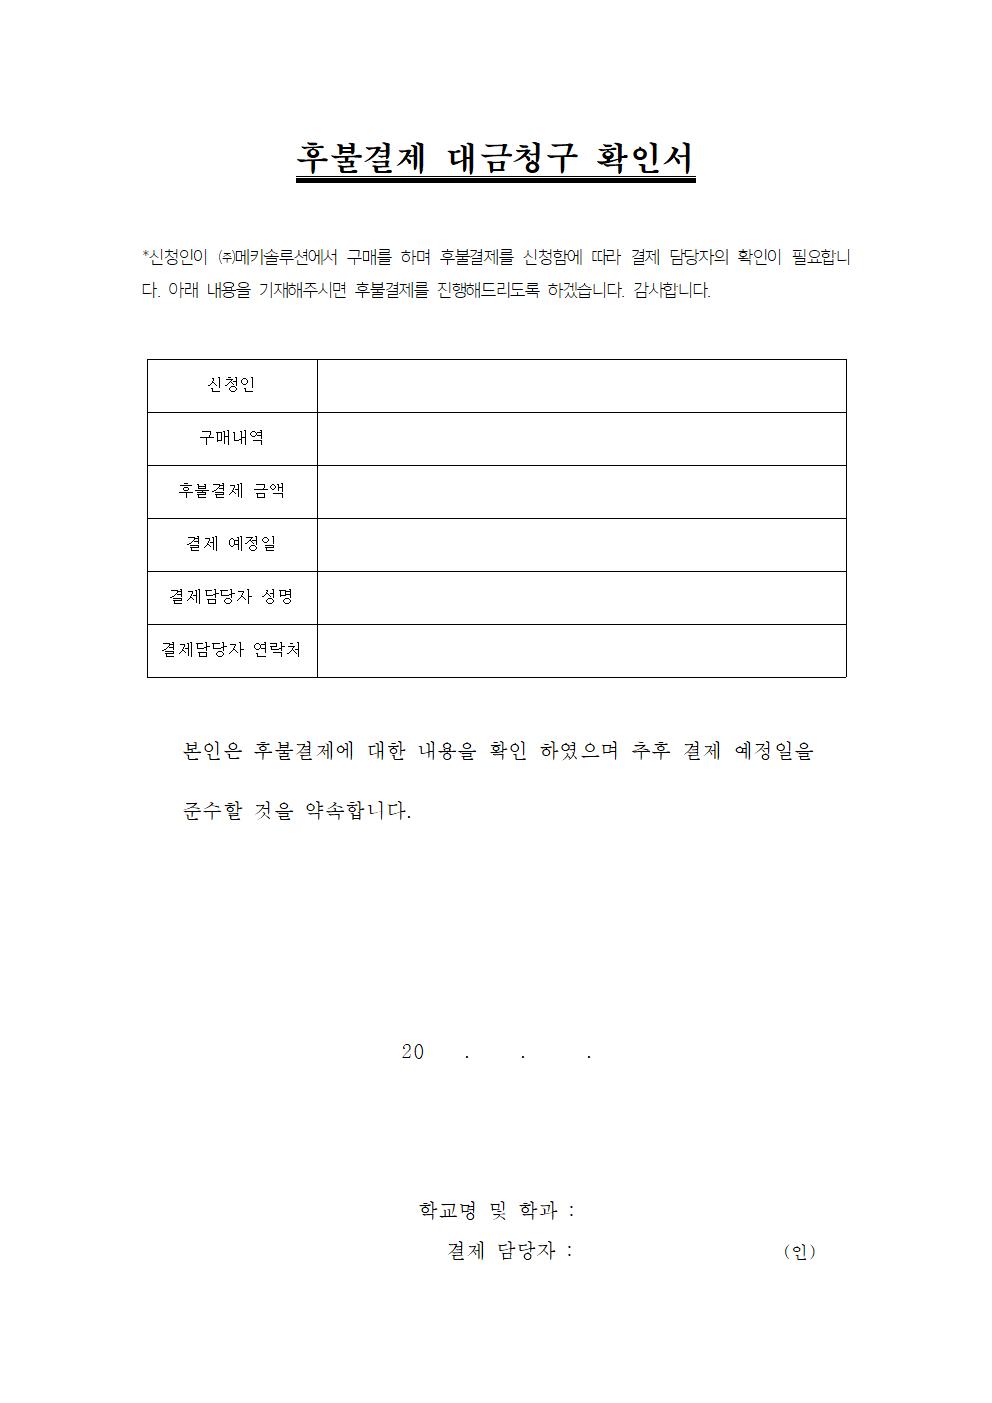 후불결제 대금청구 확인서
*신청인이 ㈜메키솔루션에서 구매를 하며 후불결제를 신청함에 따라 결제 담당자의 확인이 필요합니
다. 아래 내용을 기재해주시면 후불결제를 진행해드리도록 하겠습니다. 감사합니다.
신청인
구매내역
후불결제 금액
결제 예정일
결제담당자 성명
결제담당자 연락처
본인은 후불결제에 대한 내용을 확인 하였으며 추후 결제 예정일을
준수할 것을 약속합니다.
20 . . .
학교명 및 학과 :
결제 담당자 : (인)